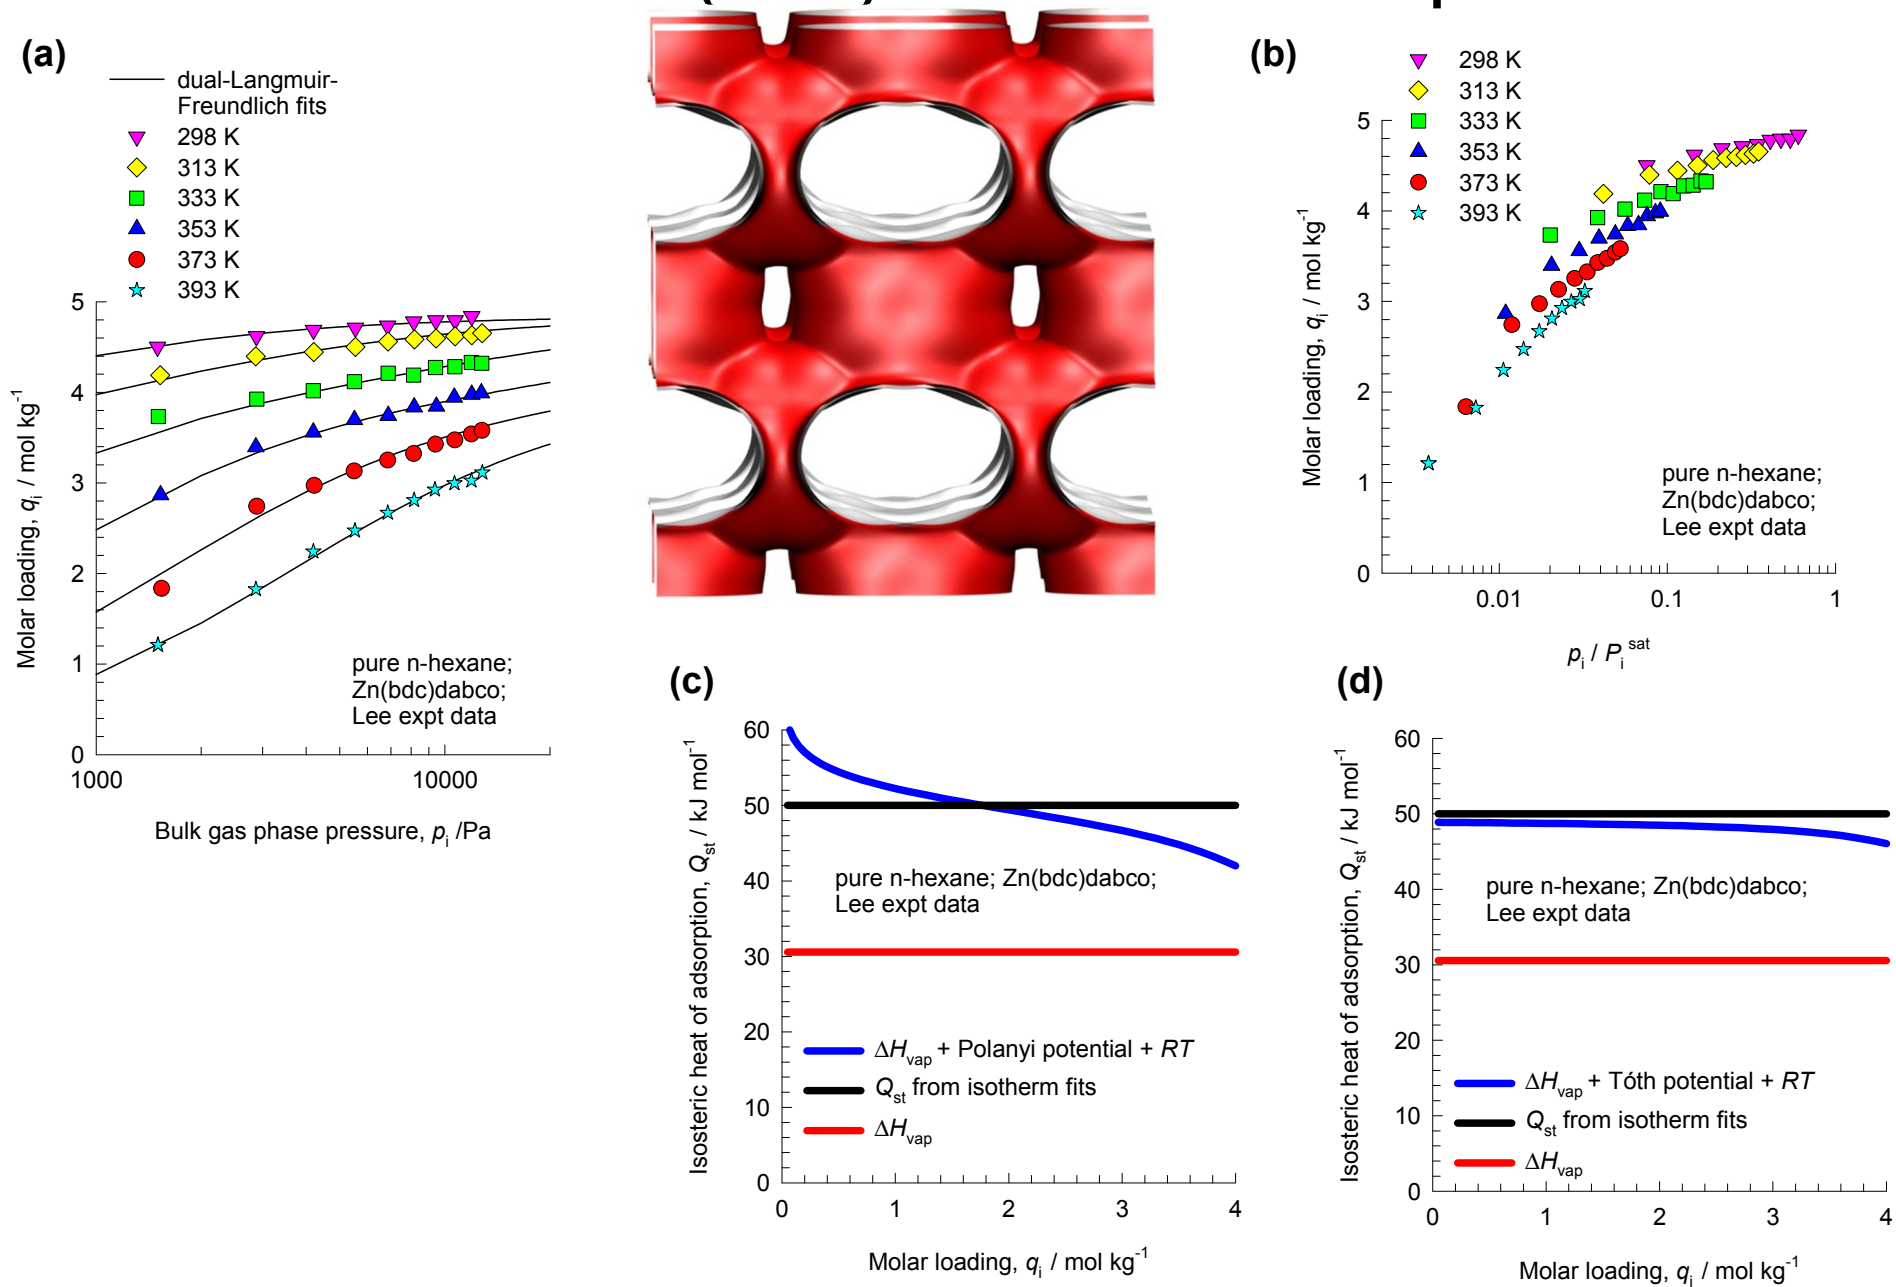 (a)
dual-Langmuir-
Freundlich fits
298 K
313 K
333 K
353 K
373 K
393 K
5
4
3
2
1
0
1000
10000
Molar loading, qi / mol kg-1
Bulk gas phase pressure, pi /Pa
pure n-hexane;
Zn(bdc)dabco;
Lee expt data
(b)
298 K
313 K
333 K
353 K
373 K
393 K
5
4
3
2
1
0
0.01
0.1
1
Molar loading, qi / mol kg-1
pi / Pi sat
pure n-hexane;
Zn(bdc)dabco;
Lee expt data
(c)
60
50
40
30
20
10
0
0
1
2
3
4
Isosteric heat of adsorption, Qst / kJ mol-1
Molar loading, qi / mol kg-1
pure n-hexane; Zn(bdc)dabco;
Lee expt data
ΔHvap + Polanyi potential + RT
Qst from isotherm fits
ΔHvap
(d)
60
50
40
30
20
10
0
0
1
2
3
4
Isosteric heat of adsorption, Qst / kJ mol-1
Molar loading, qi / mol kg-1
pure n-hexane; Zn(bdc)dabco;
Lee expt data
ΔHvap + Tóth potential + RT
Qst from isotherm fits
ΔHvap